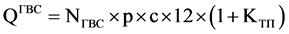 Q^ГВС = N_ГВС × p × c × 12 × (1 + K_ТП)